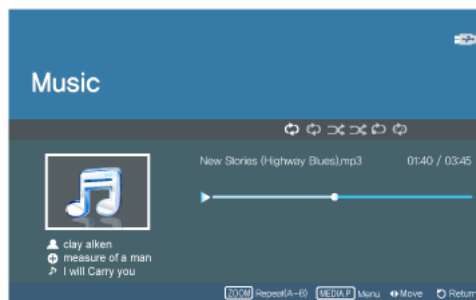 Music
New Slories (Highway Blues).mp3 01:40 / 03:45
clay aiken
measure of a man
I will Carry you
ZOOM Repeat(A-B) MEDIA.P Menu Move Return